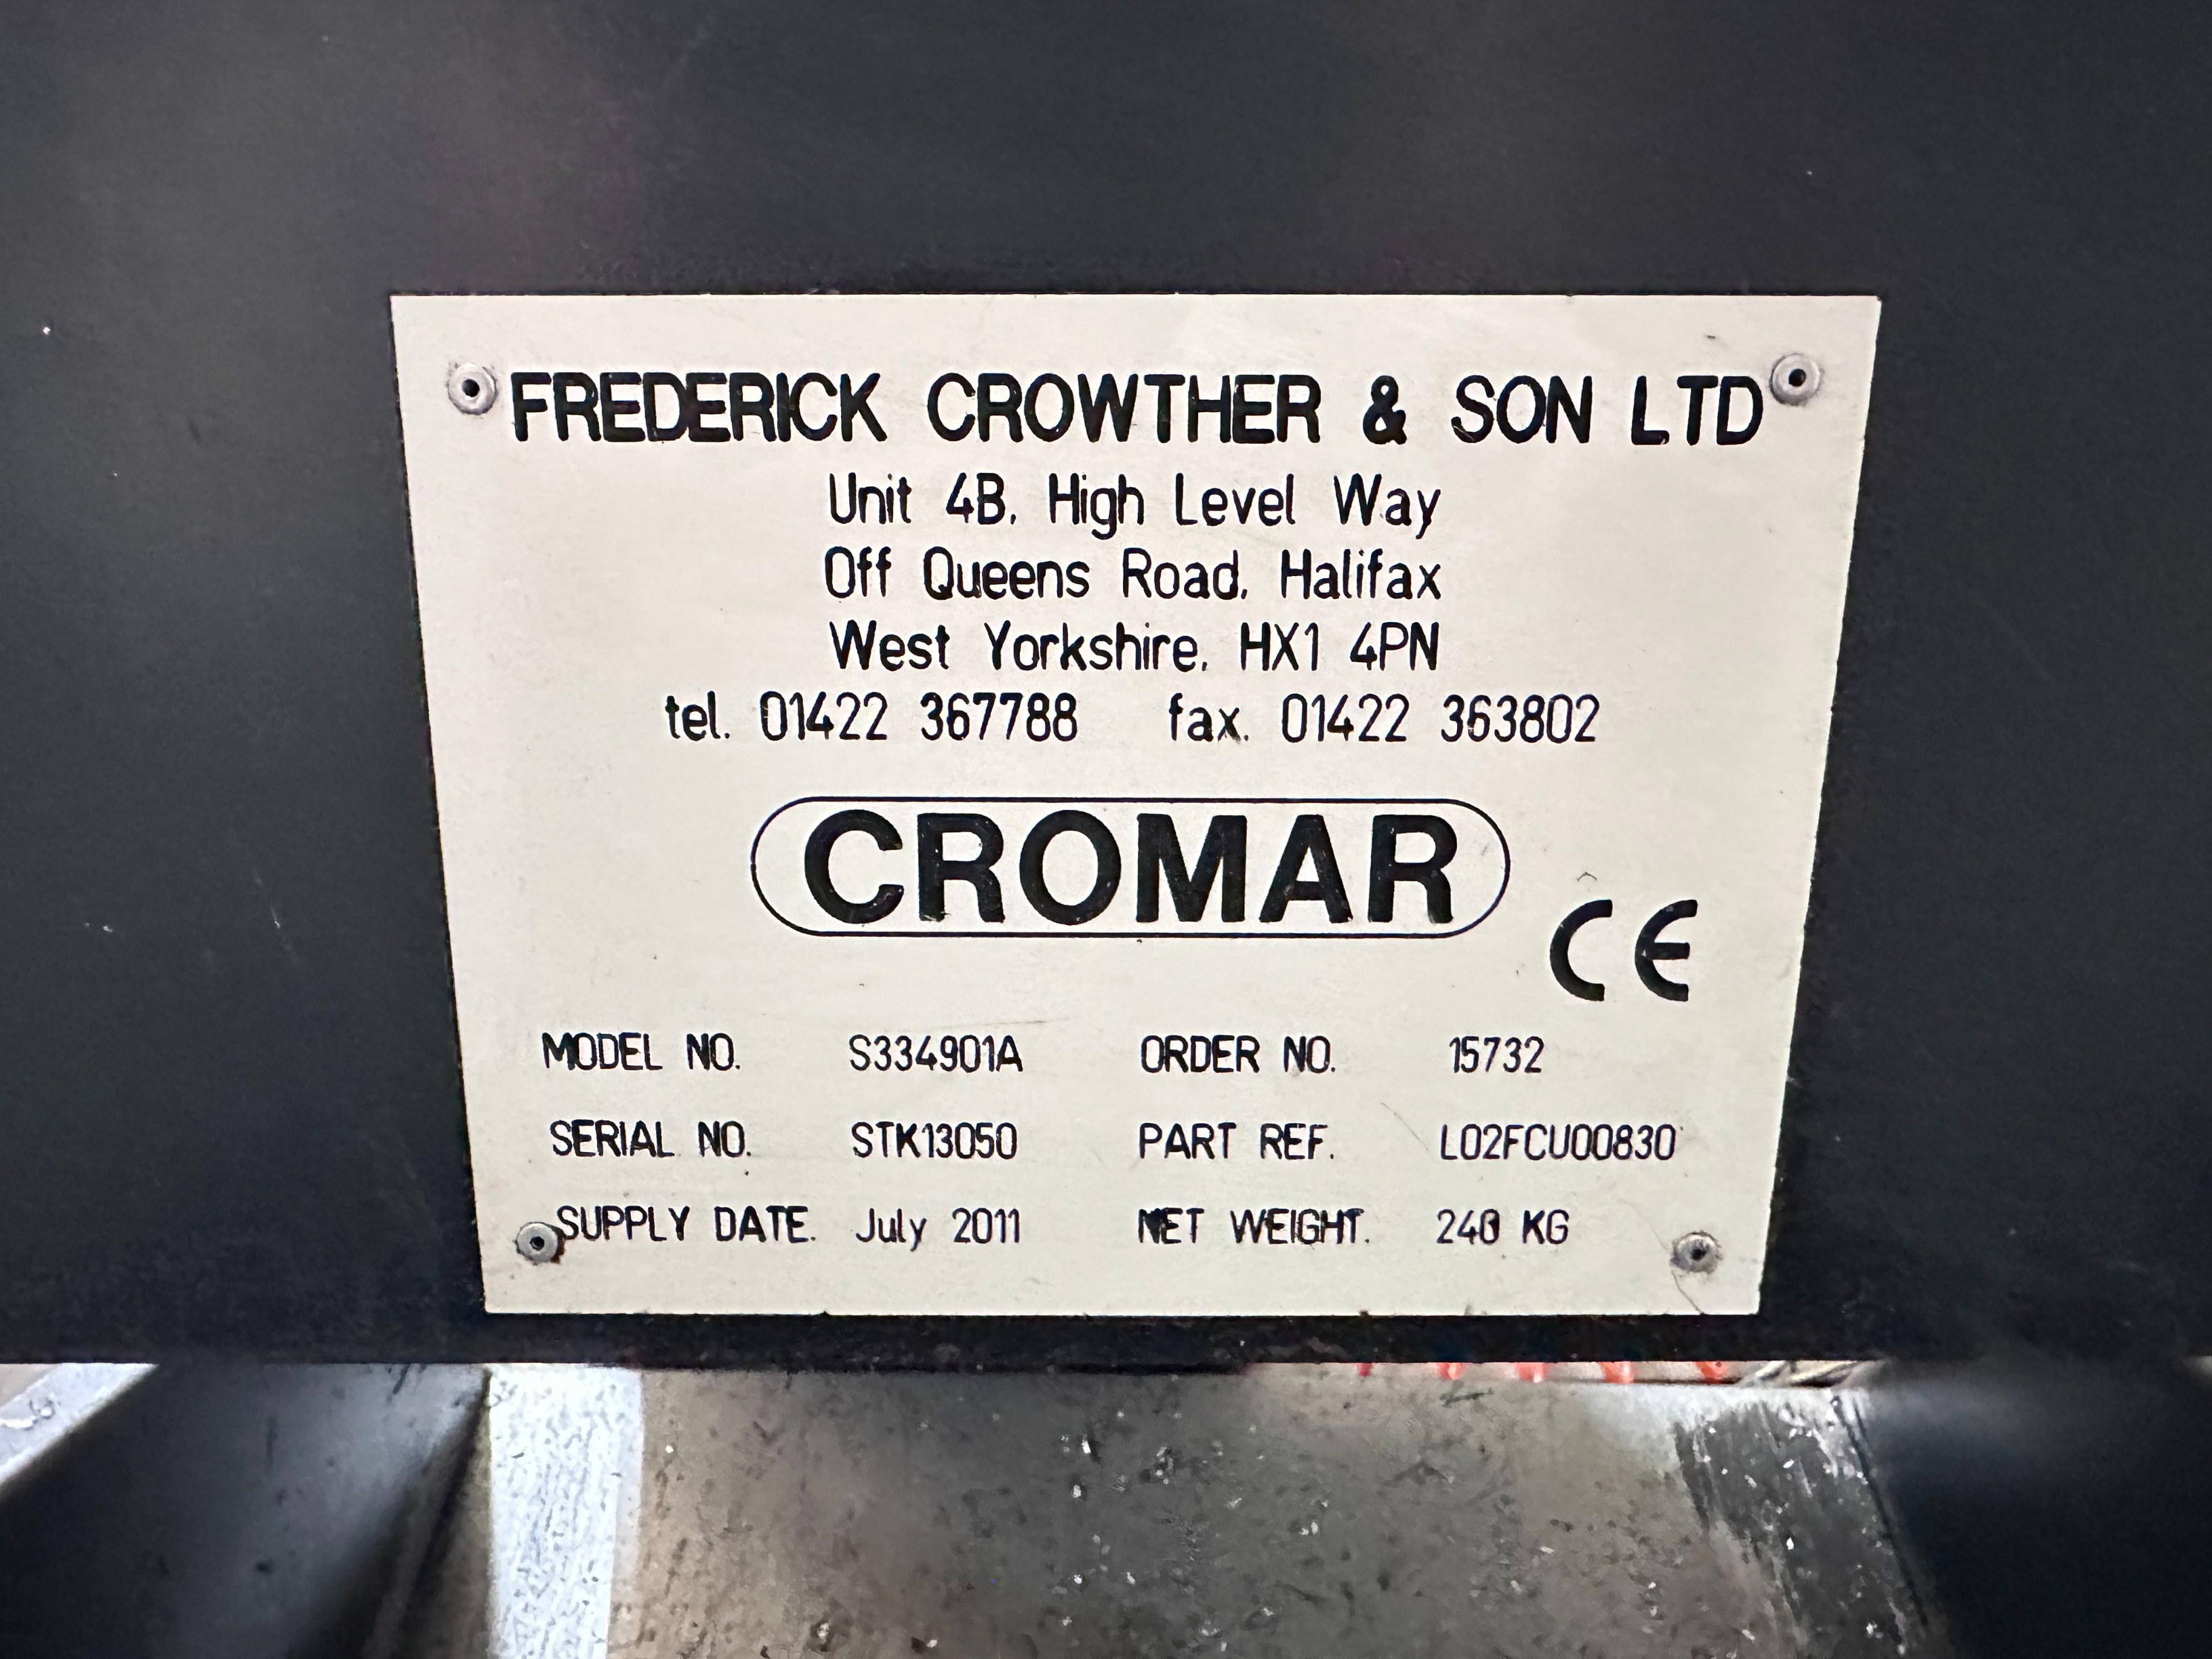 FREDERICK CROWTHER & SON LTD
Unit 4B, High Level Way
Off Queens Road, Halifax
West Yorkshire, HX1 4PN
tel. 01422 367788 fax. 01422 363802
CROMAR
CE
MODEL NO. S334901A ORDER NO. 15732
SERIAL NO. STK13050 PART REF. L02FCU00830
SUPPLY DATE. July 2011 NET WEIGHT. 240 KG